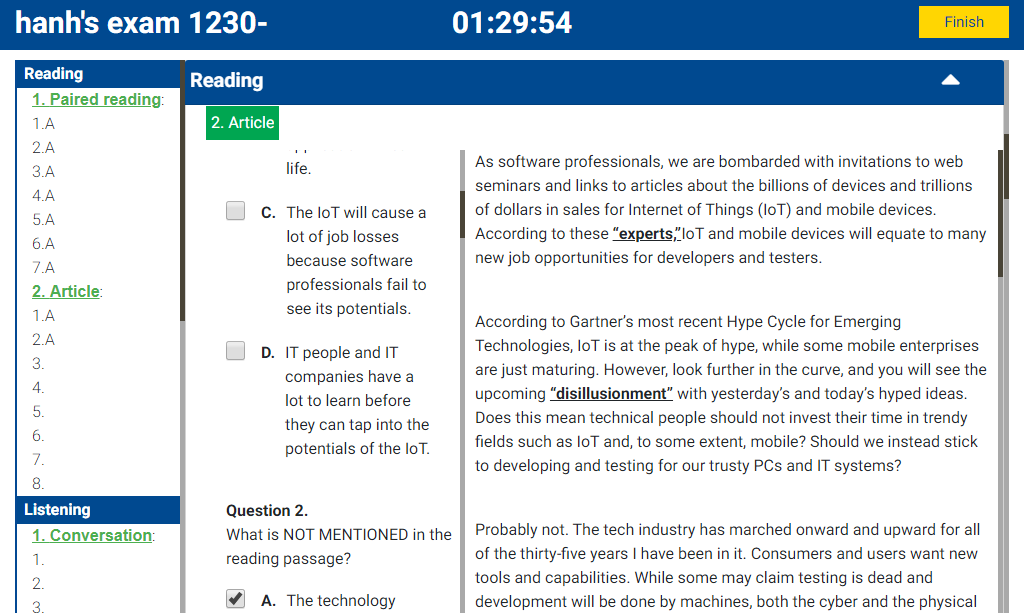 hanh's exam 1230-
01:29:54
Finish
Reading
1. Paired reading:
1.A
2.A
3.A
4.A
5.A
6.A
7.A
2. Article:
1.A
2.A
3.
4.
5.
6.
7.
8.
Listening
1. Conversation:
1.
2.
3.
Reading
2. Article
life.
C. The IoT will cause a
lot of job losses
because software
professionals fail to
see its potentials.
D. IT people and IT
companies have a
lot to learn before
they can tap into the
potentials of the IoT.
Question 2.
What is NOT MENTIONED in the
reading passage?
A. The technology
As software professionals, we are bombarded with invitations to web
seminars and links to articles about the billions of devices and trillions
of dollars in sales for Internet of Things (IoT) and mobile devices.
According to these “experts,”IoT and mobile devices will equate to many
new job opportunities for developers and testers.
According to Gartner’s most recent Hype Cycle for Emerging
Technologies, IoT is at the peak of hype, while some mobile enterprises
are just maturing. However, look further in the curve, and you will see the
upcoming “disillusionment” with yesterday’s and today’s hyped ideas.
Does this mean technical people should not invest their time in trendy
fields such as IoT and, to some extent, mobile? Should we instead stick
to developing and testing for our trusty PCs and IT systems?
Probably not. The tech industry has marched onward and upward for all
of the thirty-five years I have been in it. Consumers and users want new
tools and capabilities. While some may claim testing is dead and
development will be done by machines, both the cyber and the physical